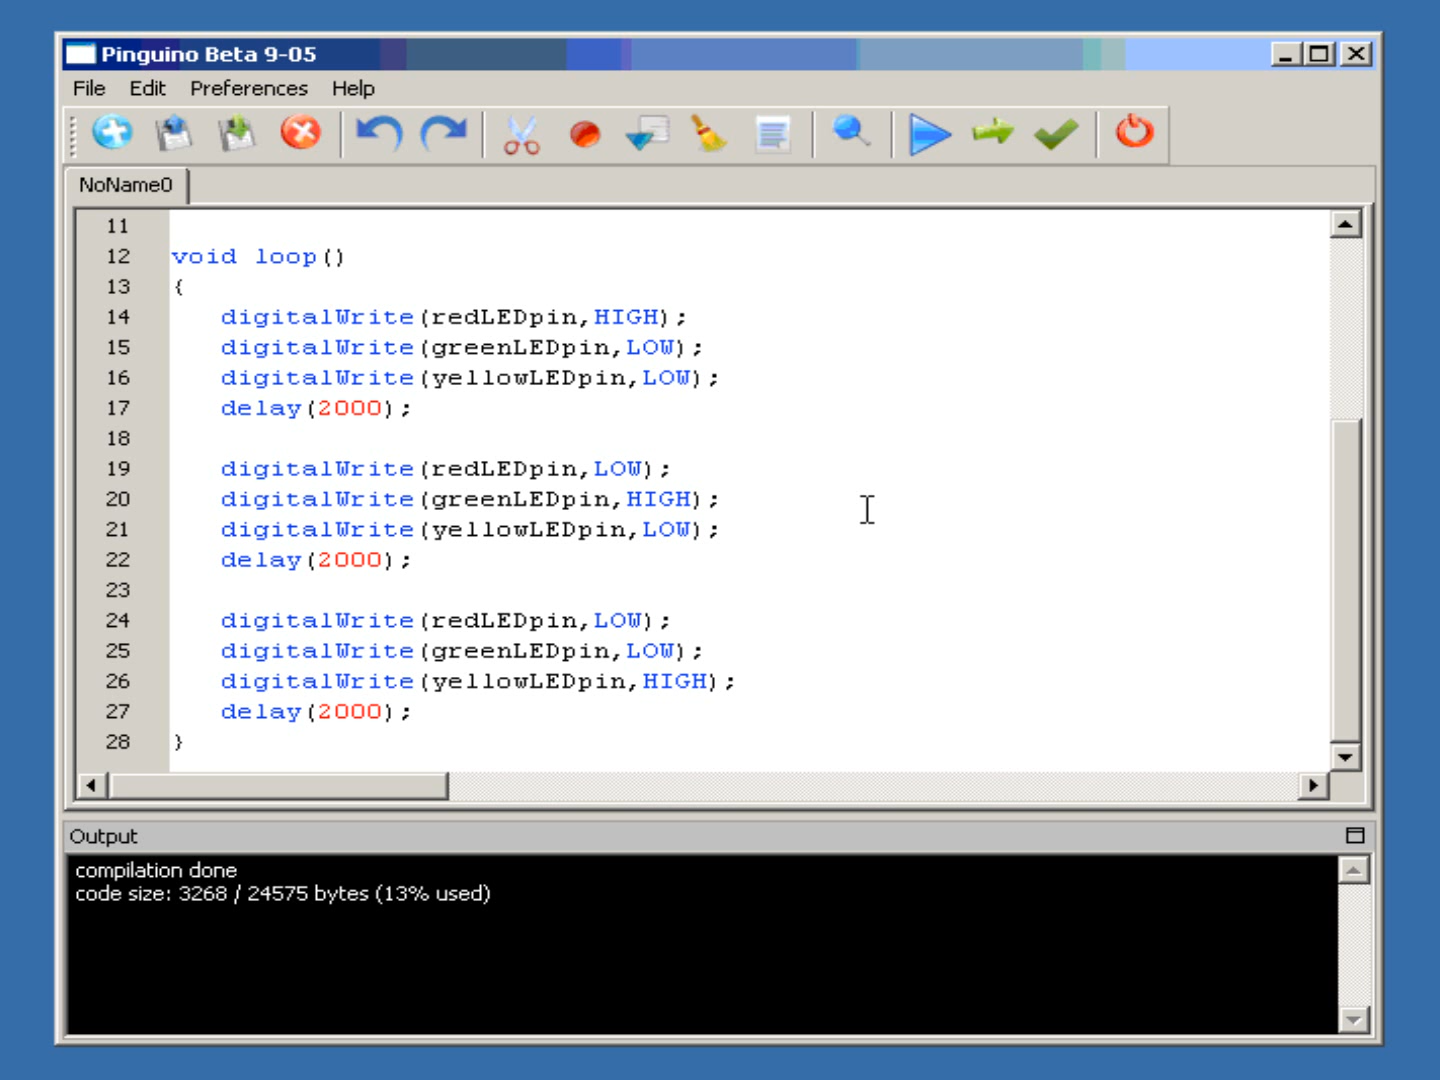 Pinguino Beta 9-05
File Edit Preferences Help
NoName0
11
12 void loop()
13 {
14 digitalWrite(redLEDpin,HIGH);
15 digitalWrite(greenLEDpin,LOW);
16 digitalWrite(yellowLEDpin,LOW);
17 delay(2000);
18
19 digitalWrite(redLEDpin,LOW);
20 digitalWrite(greenLEDpin,HIGH);
21 digitalWrite(yellowLEDpin,LOW);
22 delay(2000);
23
24 digitalWrite(redLEDpin,LOW);
25 digitalWrite(greenLEDpin,LOW);
26 digitalWrite(yellowLEDpin,HIGH);
27 delay(2000);
28 }
Output
compilation done
code size: 3268 / 24575 bytes (13% used)